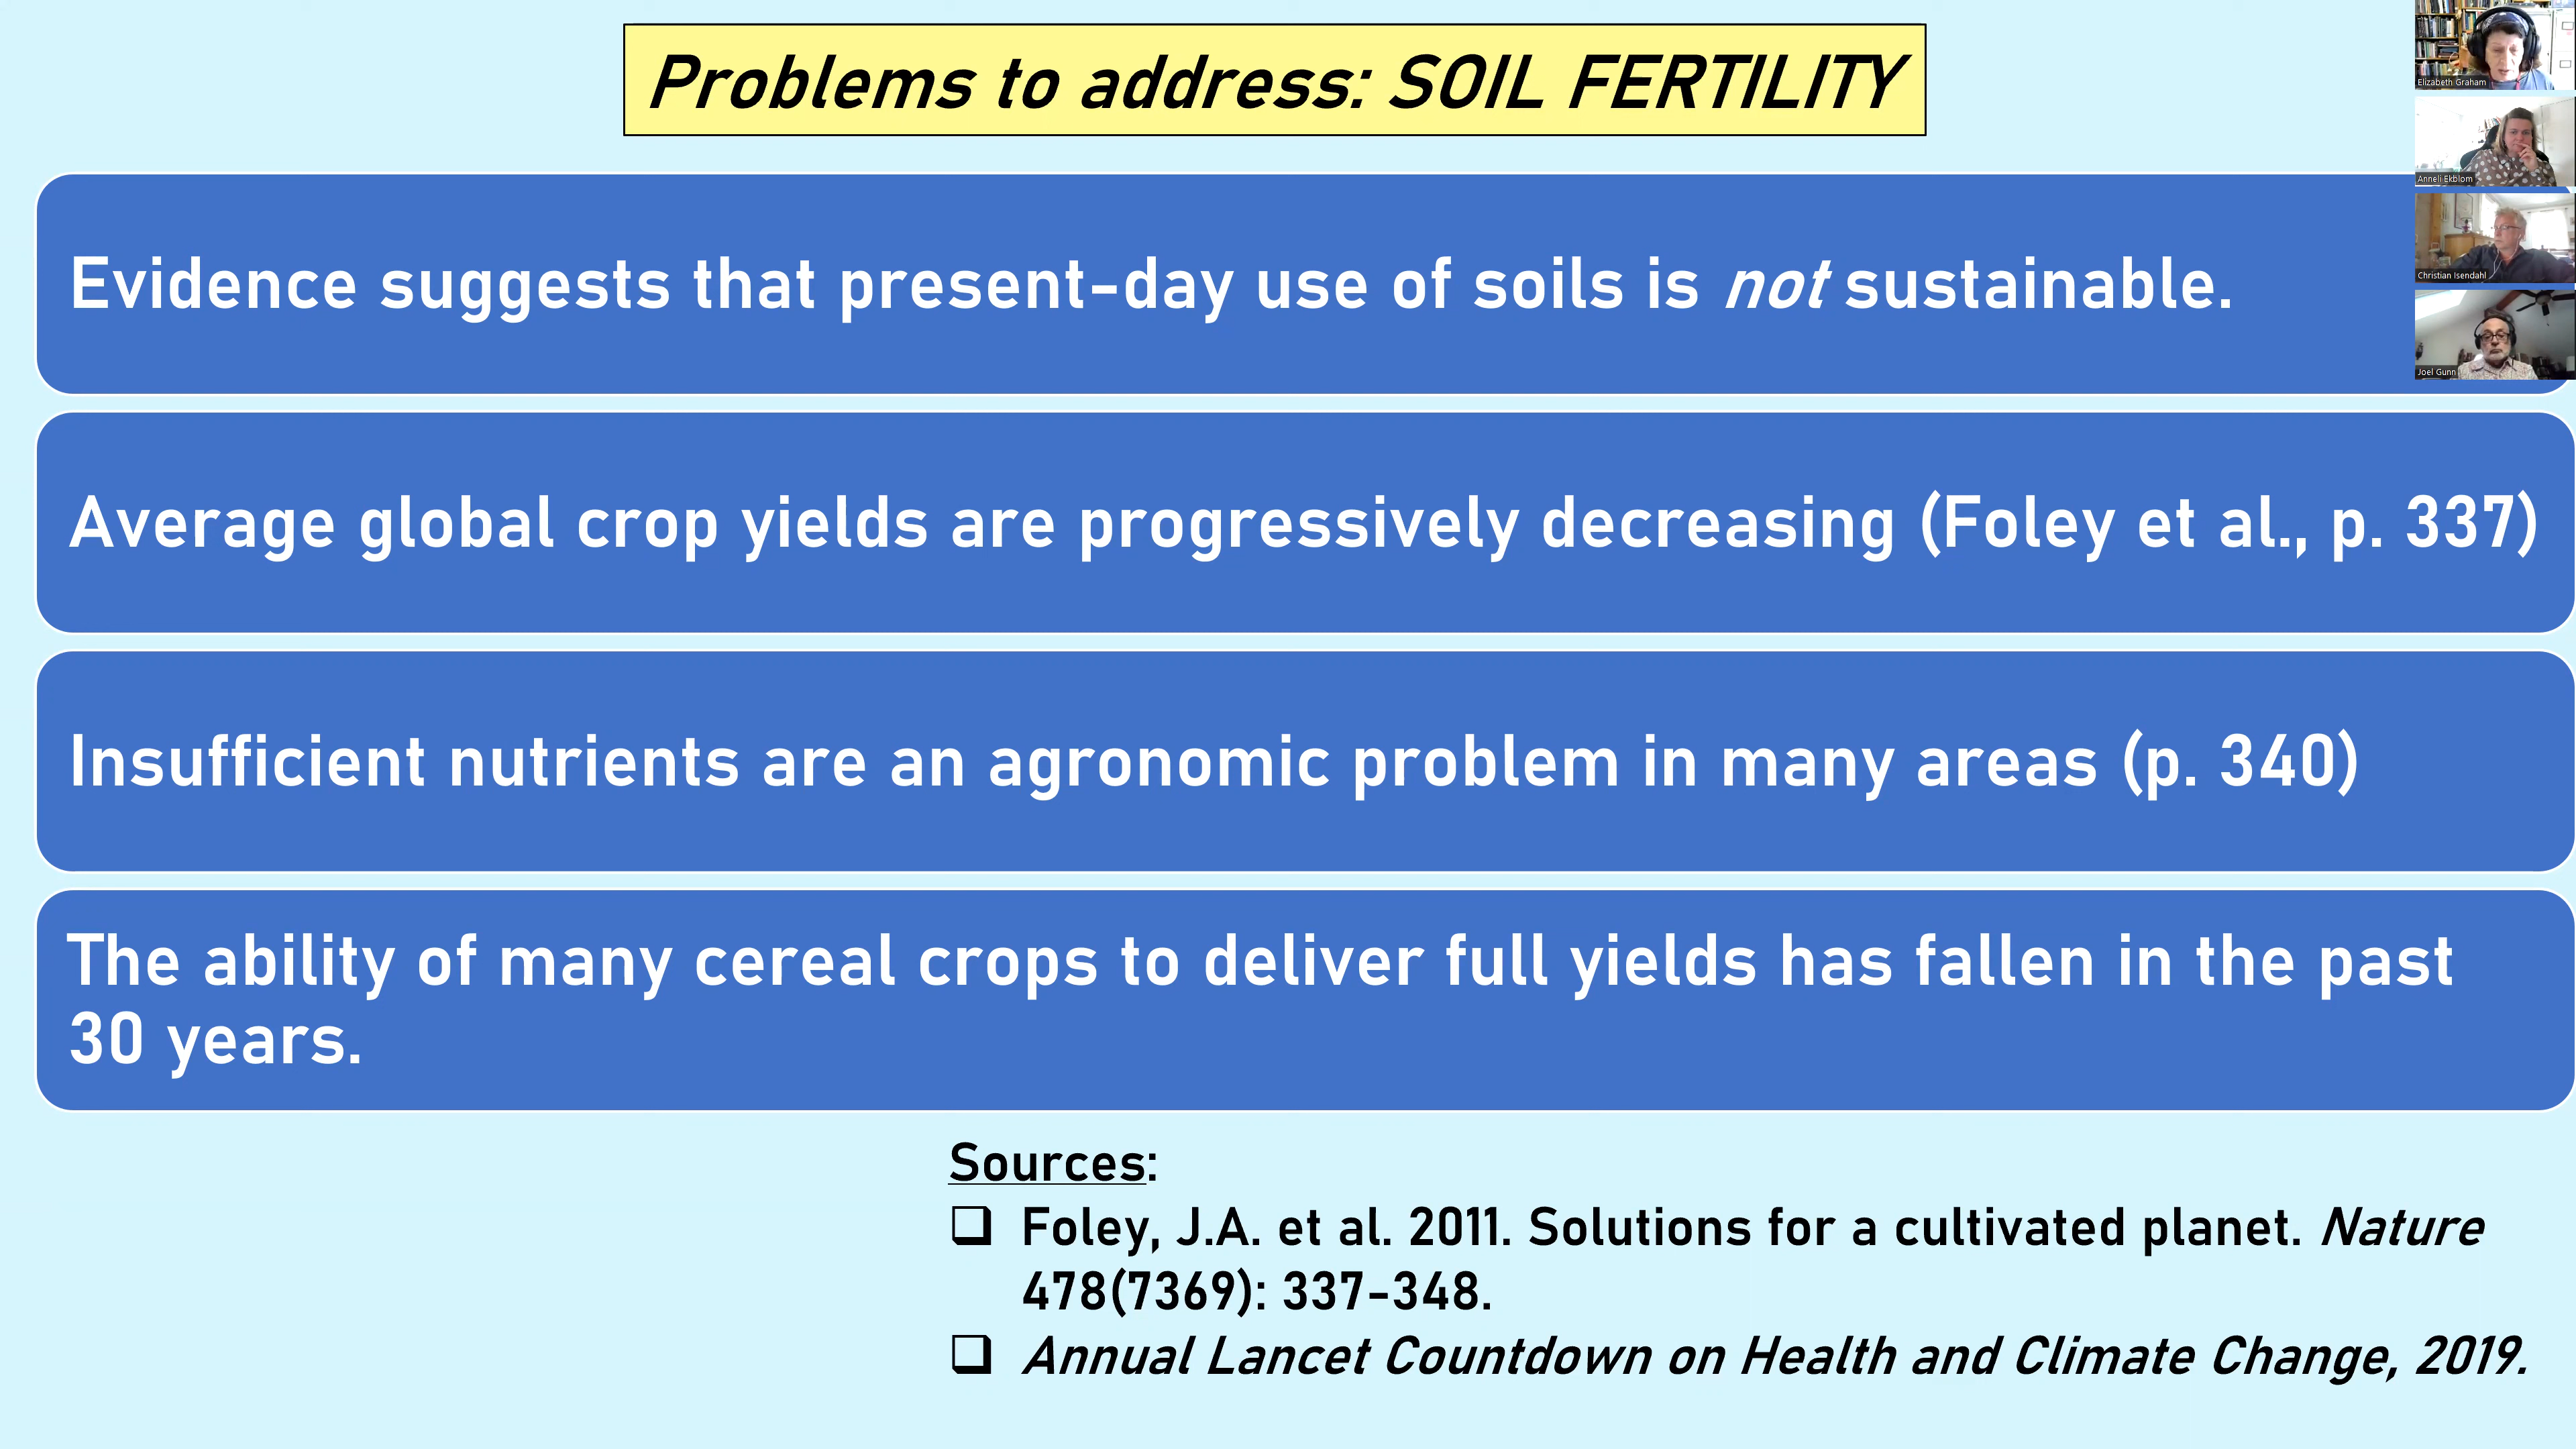 Problems to address: SOIL FERTILITY
Elizabeth Graham
Anneli Ekblom
Christian Isendahl
Joel Gunn
Evidence suggests that present-day use of soils is not sustainable.
Average global crop yields are progressively decreasing (Foley et al., p. 337)
Insufficient nutrients are an agronomic problem in many areas (p. 340)
The ability of many cereal crops to deliver full yields has fallen in the past
30 years.
Sources:
❑ Foley, J.A. et al. 2011. Solutions for a cultivated planet. Nature
478(7369): 337-348.
❑ Annual Lancet Countdown on Health and Climate Change, 2019.